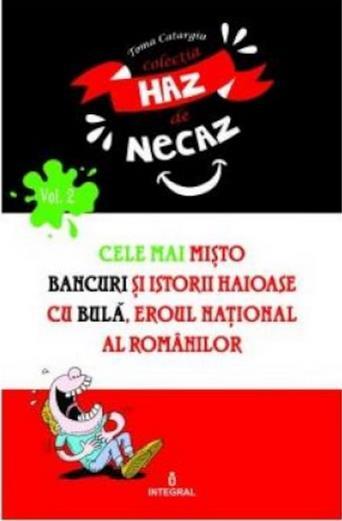 Toma Catargiu
colecția
HAZ
de
NECAZ
Vol. 2
CELE MAI MIȘTO
BANCURI ȘI ISTORII HAIOASE
CU BULĂ, EROUL NAȚIONAL
AL ROMÂNILOR
INTEGRAL